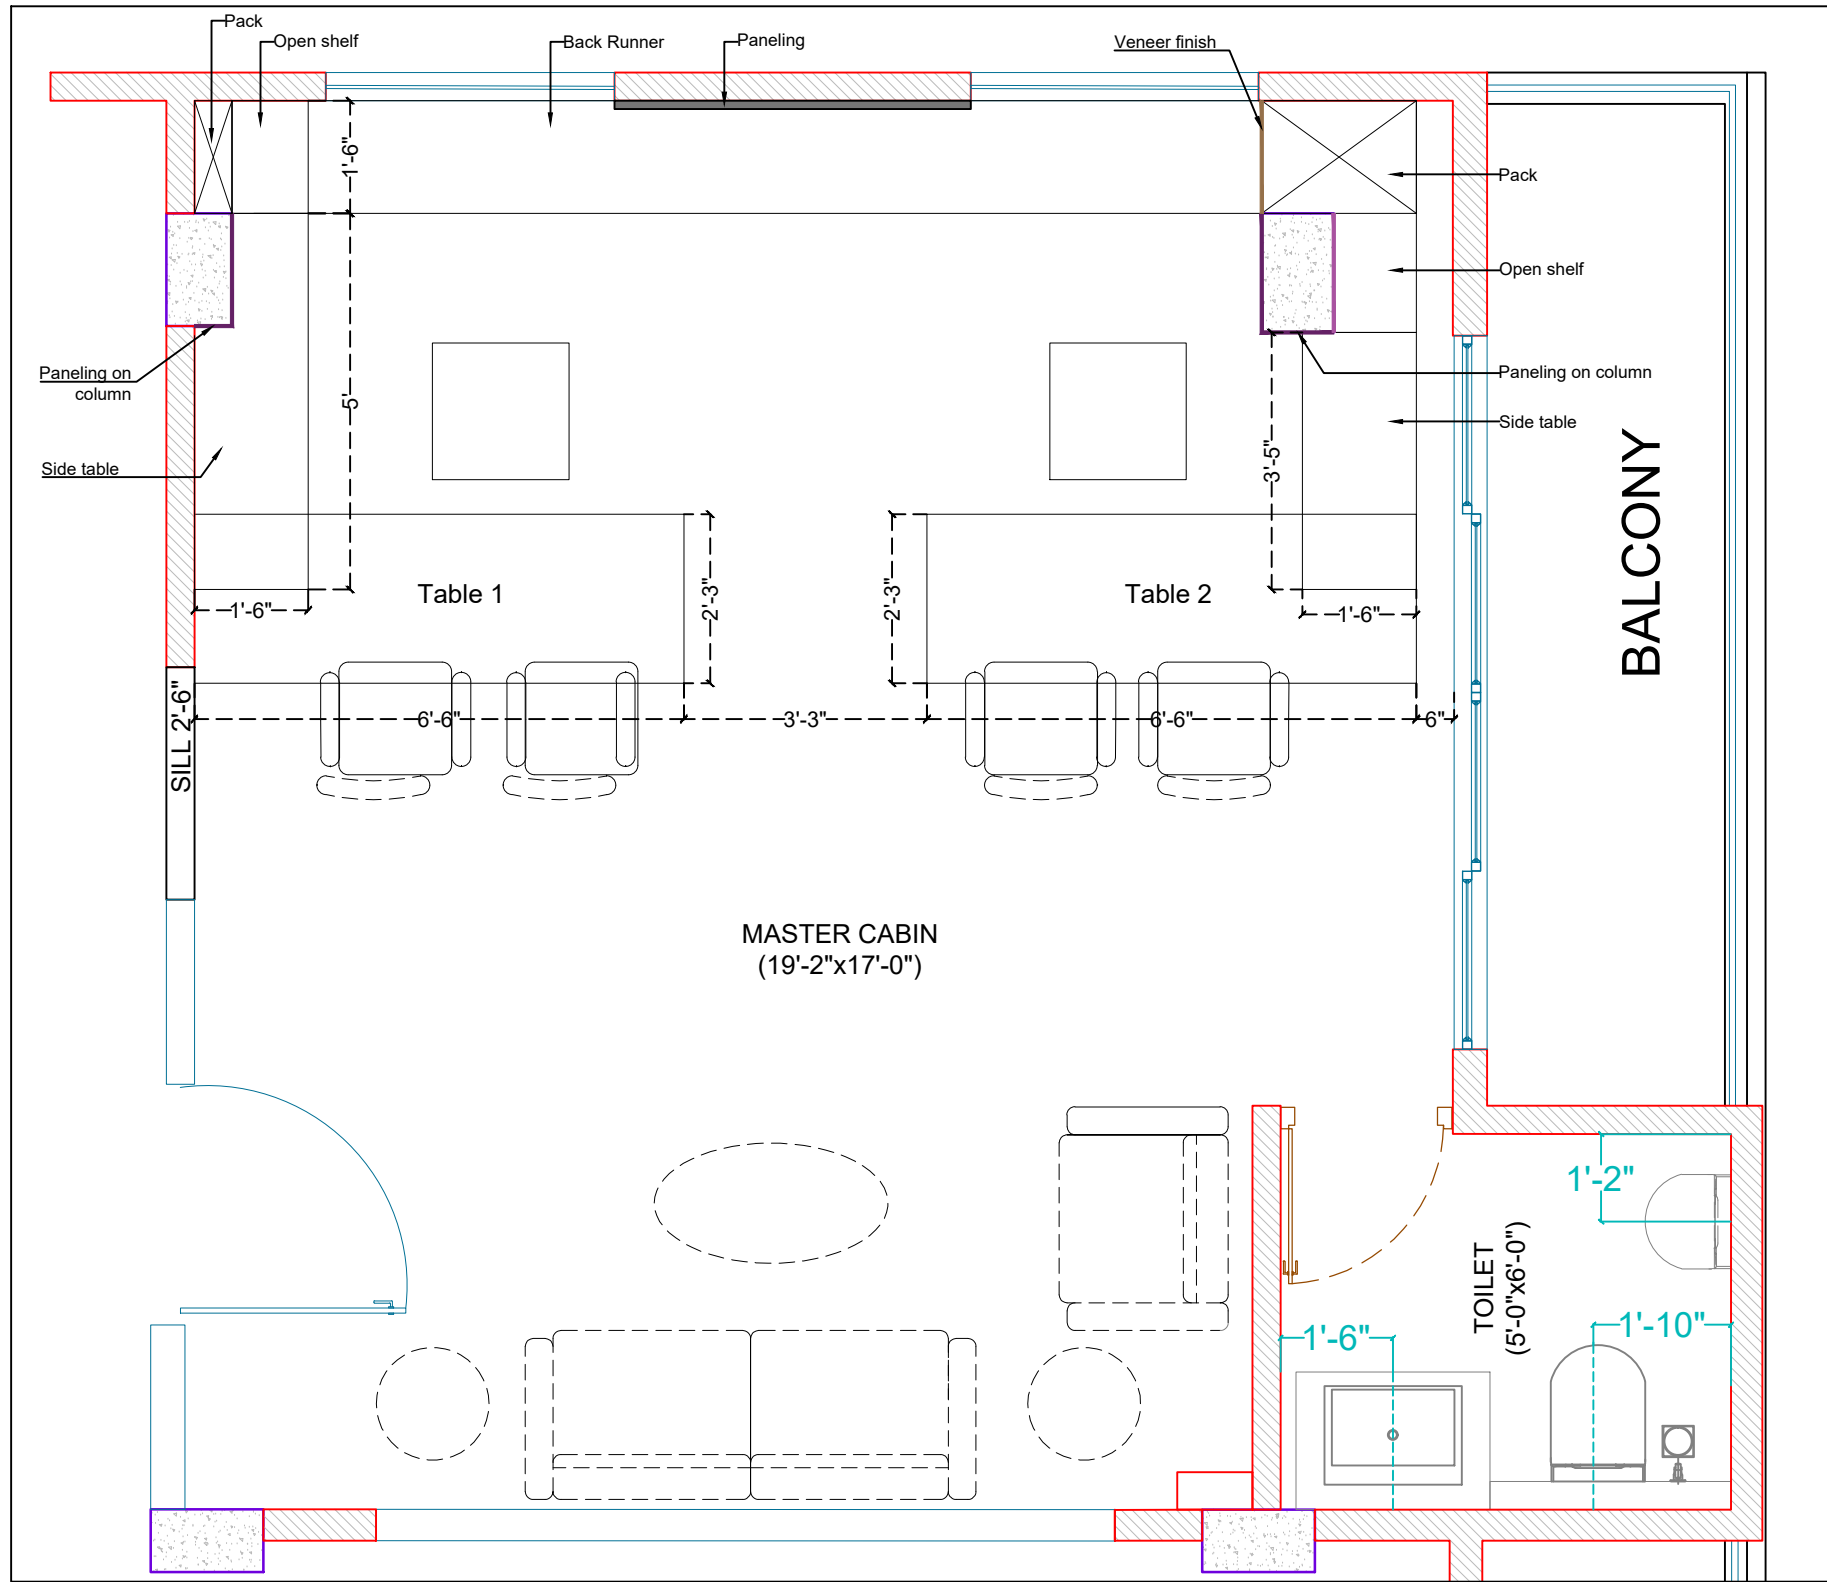 Pack
Open shelf
Back Runner
Paneling
Veneer finish
1'-6"
Pack
Open shelf
Paneling on
column
5'
Paneling on column
Side table
Side table
3'-5"
BALCONY
Table 1
Table 2
2'-3"
2'-3"
1'-6"
1'-6"
SILL 2'-6"
6'-6"
3'-3"
6'-6"
6"
MASTER CABIN
(19'-2"x17'-0")
1'-2"
TOILET
(5'-0"x6'-0")
1'-6"
1'-10"